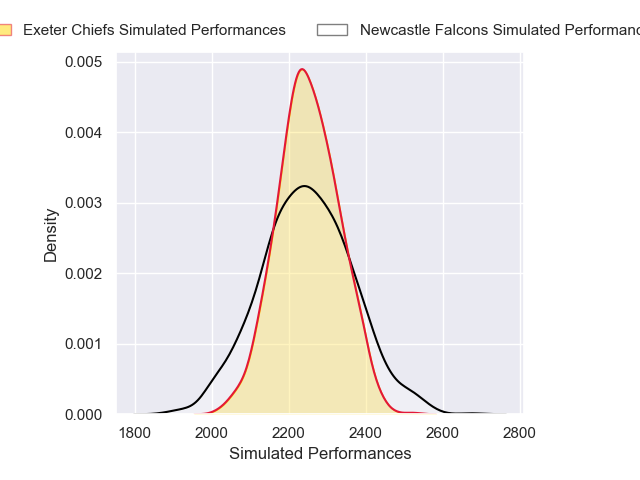 Exeter Chiefs Simulated Performances Newcastle Falcons Simulated
0.005
0.004
0.003
0.002
0.001
0.000
Density
1800 2000 2200 2400 2600 2800
Simulated Performances